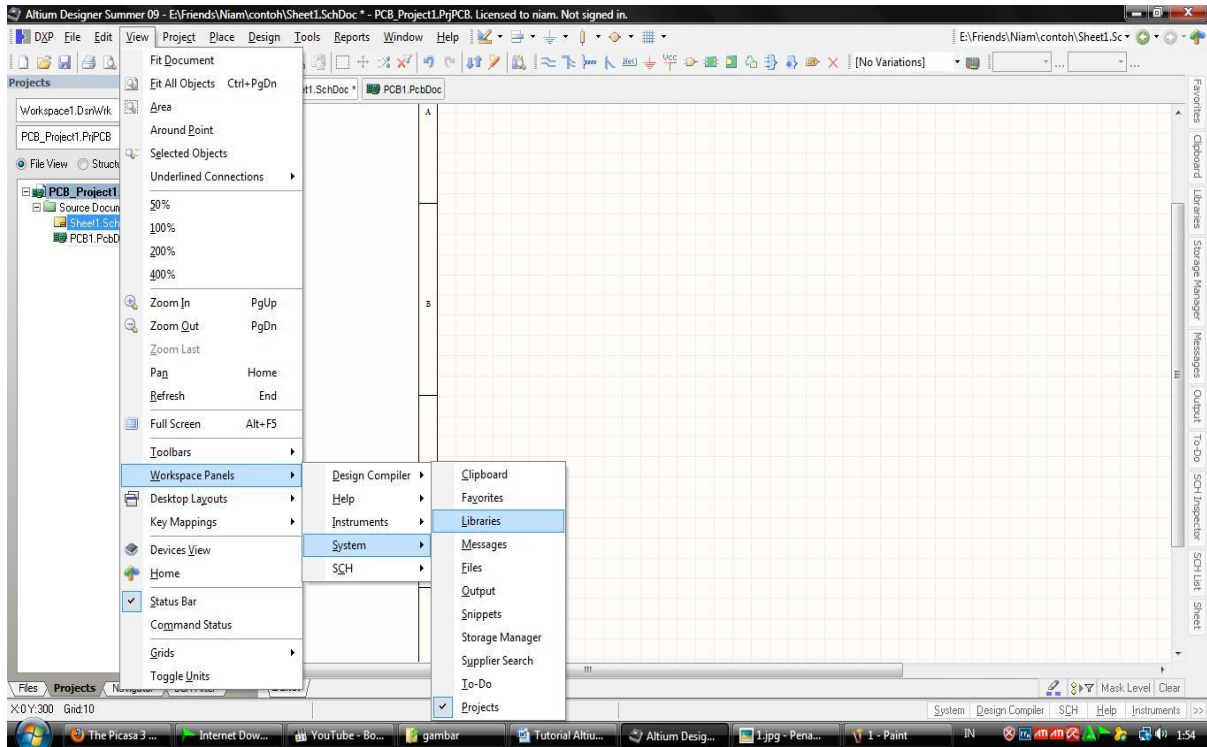 Altium Designer Summer 09 - E:\Friends\Niam\contoh\Sheet1.SchDoc * - PCB_Project1.PrjPCB. Licensed to niam. Not signed in.
DXP File Edit View Project Place Design Tools Reports Window Help E:\Friends\Niam\contoh\Sheet1.Sc
[No Variations] ... ...
Projects
Workspace1.DsnWrk
PCB_Project1.PrjPCB
File View Struct
PCB_Project1.
Source Docum
Sheet1.Sch
PCB1.PcbD
Fit Document
Fit All Objects Ctrl+PgDn
Area
Around Point
Selected Objects
Underlined Connections
50%
100%
200%
400%
Zoom In PgUp
Zoom Out PgDn
Zoom Last
Pan Home
Refresh End
Full Screen Alt+F5
Toolbars
Workspace Panels
Desktop Layouts
Key Mappings
Devices View
Home
Status Bar
Command Status
Grids
Toggle Units
Design Compiler
Help
Instruments
System
SCH
Clipboard
Favorites
Libraries
Messages
Files
Output
Snippets
Storage Manager
Supplier Search
To-Do
Projects
et1.SchDoc * PCB1.PcbDoc
A
B
Favorites
Clipboard
Libraries
Storage Manager
Messages
Output
To-Do
SCH Inspector
SCH List
Sheet
Files Projects
Mask Level Clear
X:0 Y:300 Grid:10
System Design Compiler SCH Help Instruments >>
The Picasa 3 ... Internet Dow... YouTube - Bo... gambar Tutorial Altiu... Altium Desig... 1.jpg - Pena... 1 - Paint IN 1:54